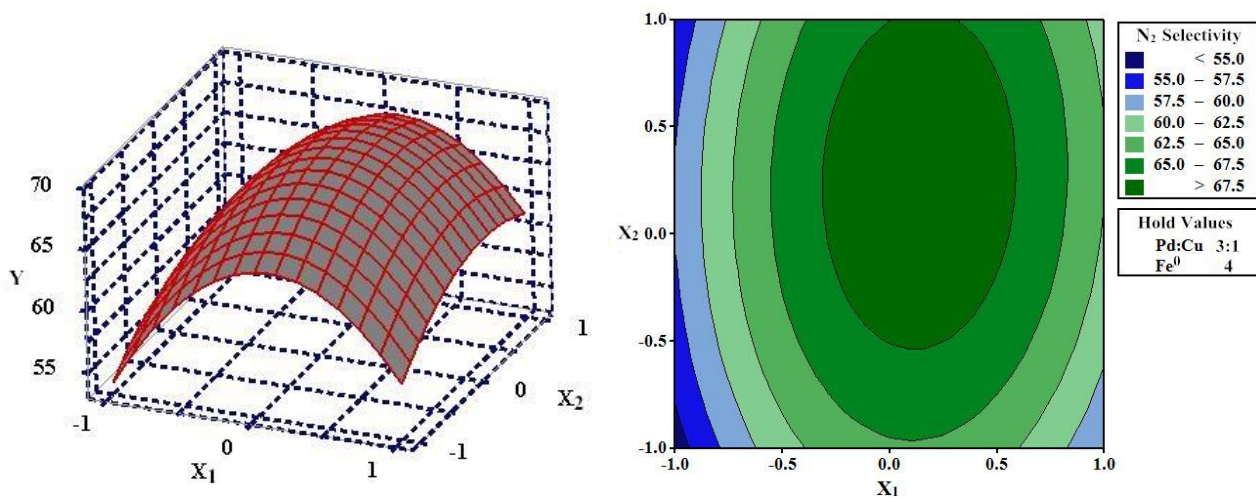 70
65
Y
60
55
-1
0
X1
1
-1
0
X2
1
1.0
0.5
X2 0.0
-0.5
-1.0
-1.0 -0.5 0.0 0.5 1.0
X1
N2 Selectivity
< 55.0
55.0 – 57.5
57.5 – 60.0
60.0 – 62.5
62.5 – 65.0
65.0 – 67.5
> 67.5
Hold Values
Pd:Cu 3:1
Fe⁰ 4